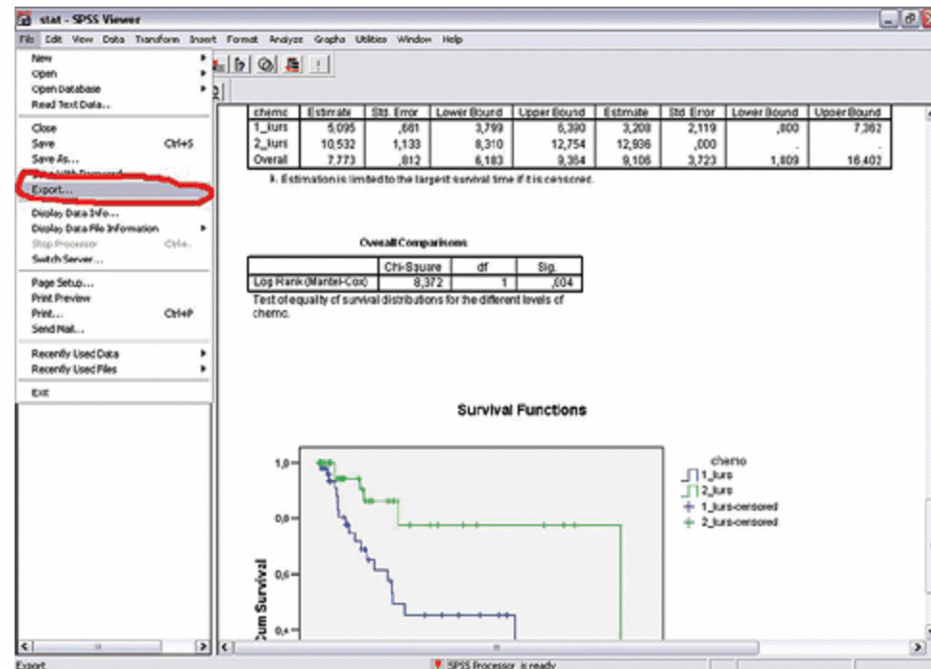 stat - SPSS Viewer
File Edit View Data Transform Insert Format Analyze Graphs Utilities Window Help
New
Open
Open Database
Read Text Data...
Close
Save Ctrl+S
Save As...
Save With Password
Export...
Display Data Info...
Display Data File Information
Stop Processor Ctrl+.
Switch Server...
Page Setup...
Print Preview
Print... Ctrl+P
Send Mail...
Recently Used Data
Recently Used Files
Exit
chemo Estimate Std. Error Lower Bound Upper Bound Estimate Std. Error Lower Bound Upper Bound
1_kurs 5,095 ,661 3,799 6,390 3,208 2,119 ,000 7,362
2_kurs 10,532 1,133 8,310 12,754 12,936 ,000 . .
Overall 7,773 ,812 6,183 9,364 9,106 3,723 1,809 16,402
a. Estimation is limited to the largest survival time if it is censored.
Overall Comparisons
Chi-Square df Sig.
Log Rank (Mantel-Cox) 8,372 1 ,004
Test of equality of survival distributions for the different levels of
chemo.
Survival Functions
Cum Survival
1,0
0,8
0,6
0,4
chemo
1_kurs
2_kurs
1_kurs-censored
2_kurs-censored
Export
SPSS Processor is ready